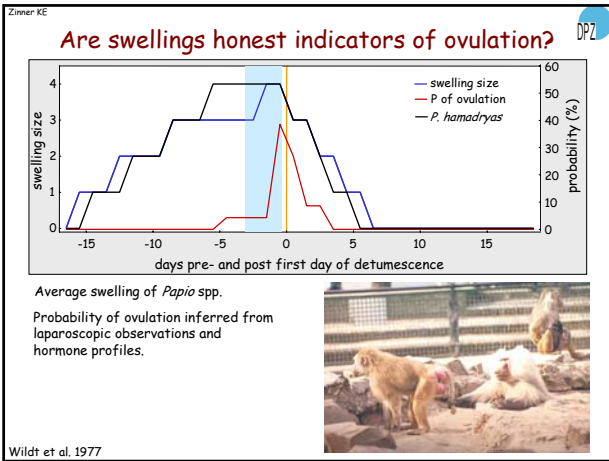 Zinner KE
DPZ
Are swellings honest indicators of ovulation?
4
3
2
1
0
swelling size
60
50
40
30
20
10
0
probability (%)
swelling size
P of ovulation
P. hamadryas
-15 -10 -5 0 5 10 15
days pre- and post first day of detumescence
Average swelling of Papio spp.
Probability of ovulation inferred from
laparoscopic observations and
hormone profiles.
Wildt et al. 1977